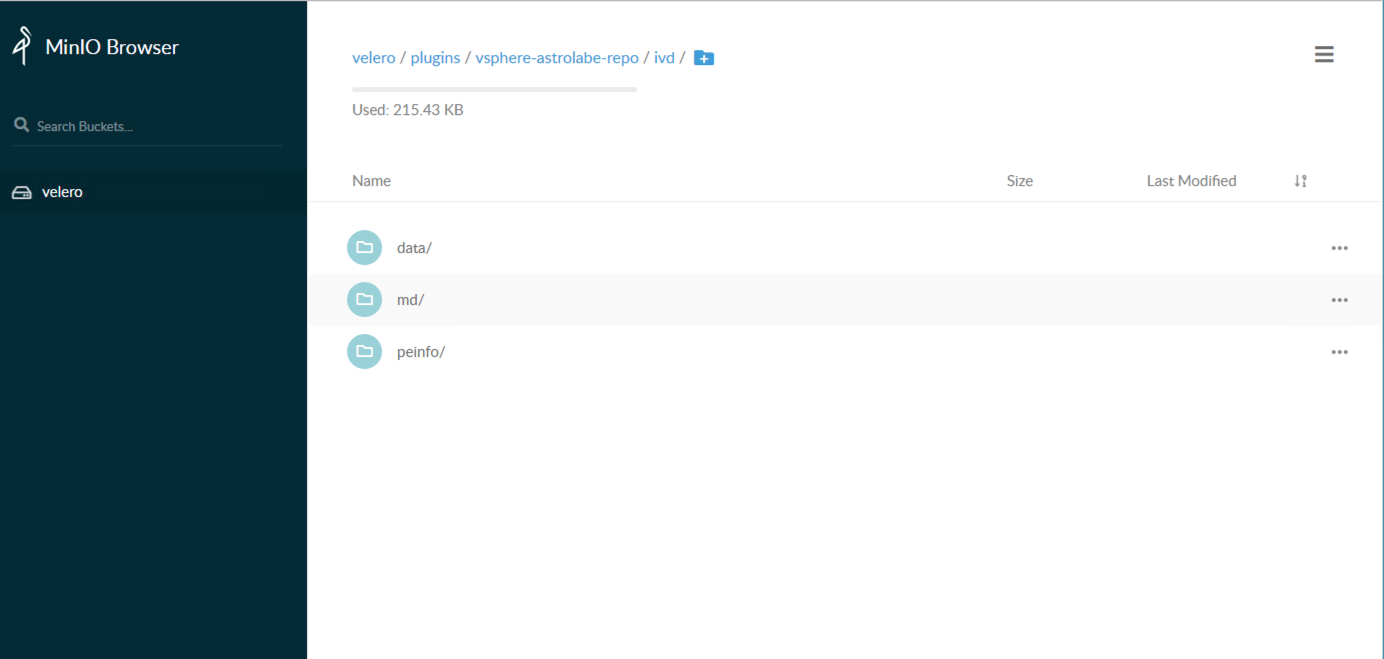 MinIO Browser
Search Buckets...
velero
velero / plugins / vsphere-astrolabe-repo / ivd /
Used: 215.43 KB
Name Size Last Modified
data/
md/
peinfo/